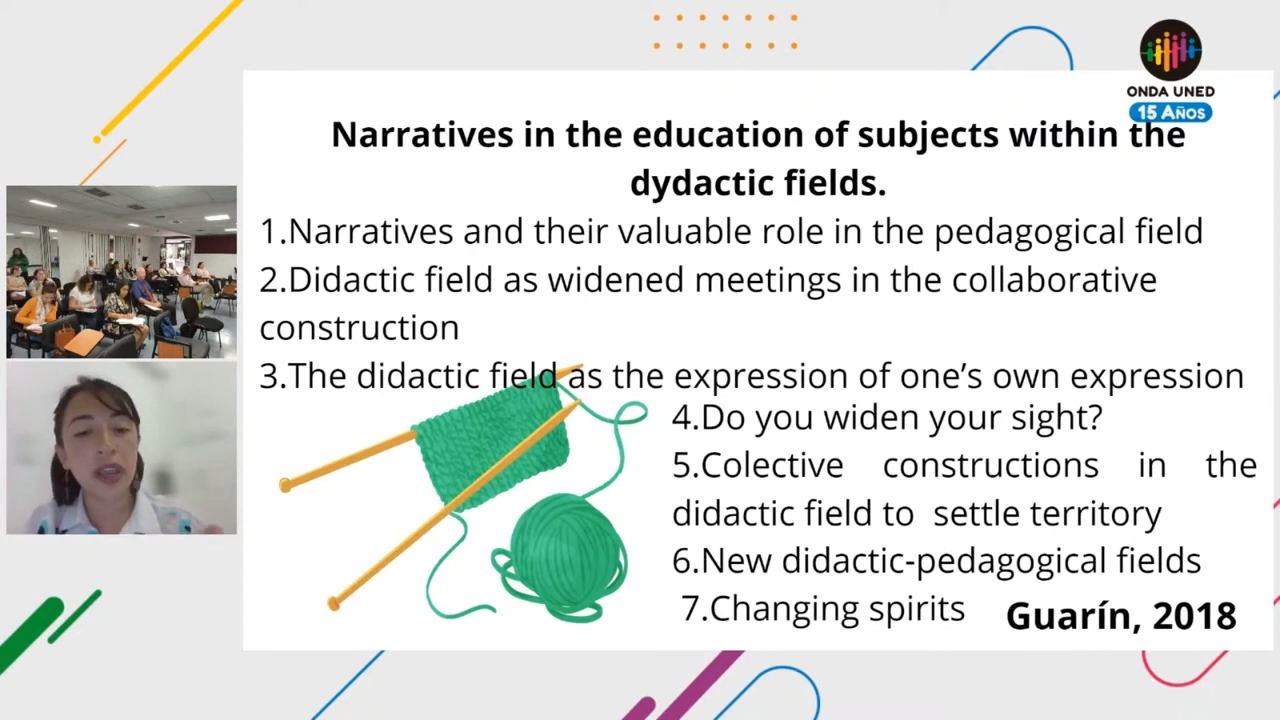 ONDA UNED
15 AÑOS
Narratives in the education of subjects within the
dydactic fields.
1.Narratives and their valuable role in the pedagogical field
2.Didactic field as widened meetings in the collaborative
construction
3.The didactic field as the expression of one’s own expression
4.Do you widen your sight?
5.Colective constructions in the
didactic field to settle territory
6.New didactic-pedagogical fields
7.Changing spirits
Guarín, 2018